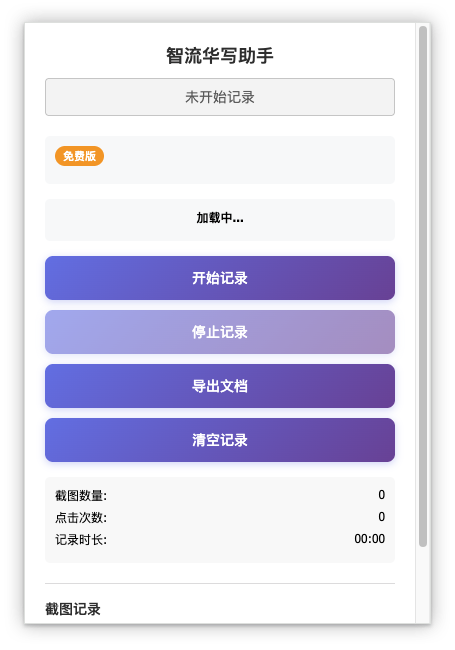 智流华写助手
未开始记录
免费版
加载中...
开始记录
停止记录
导出文档
清空记录
截图数量: 0
点击次数: 0
记录时长: 00:00
截图记录